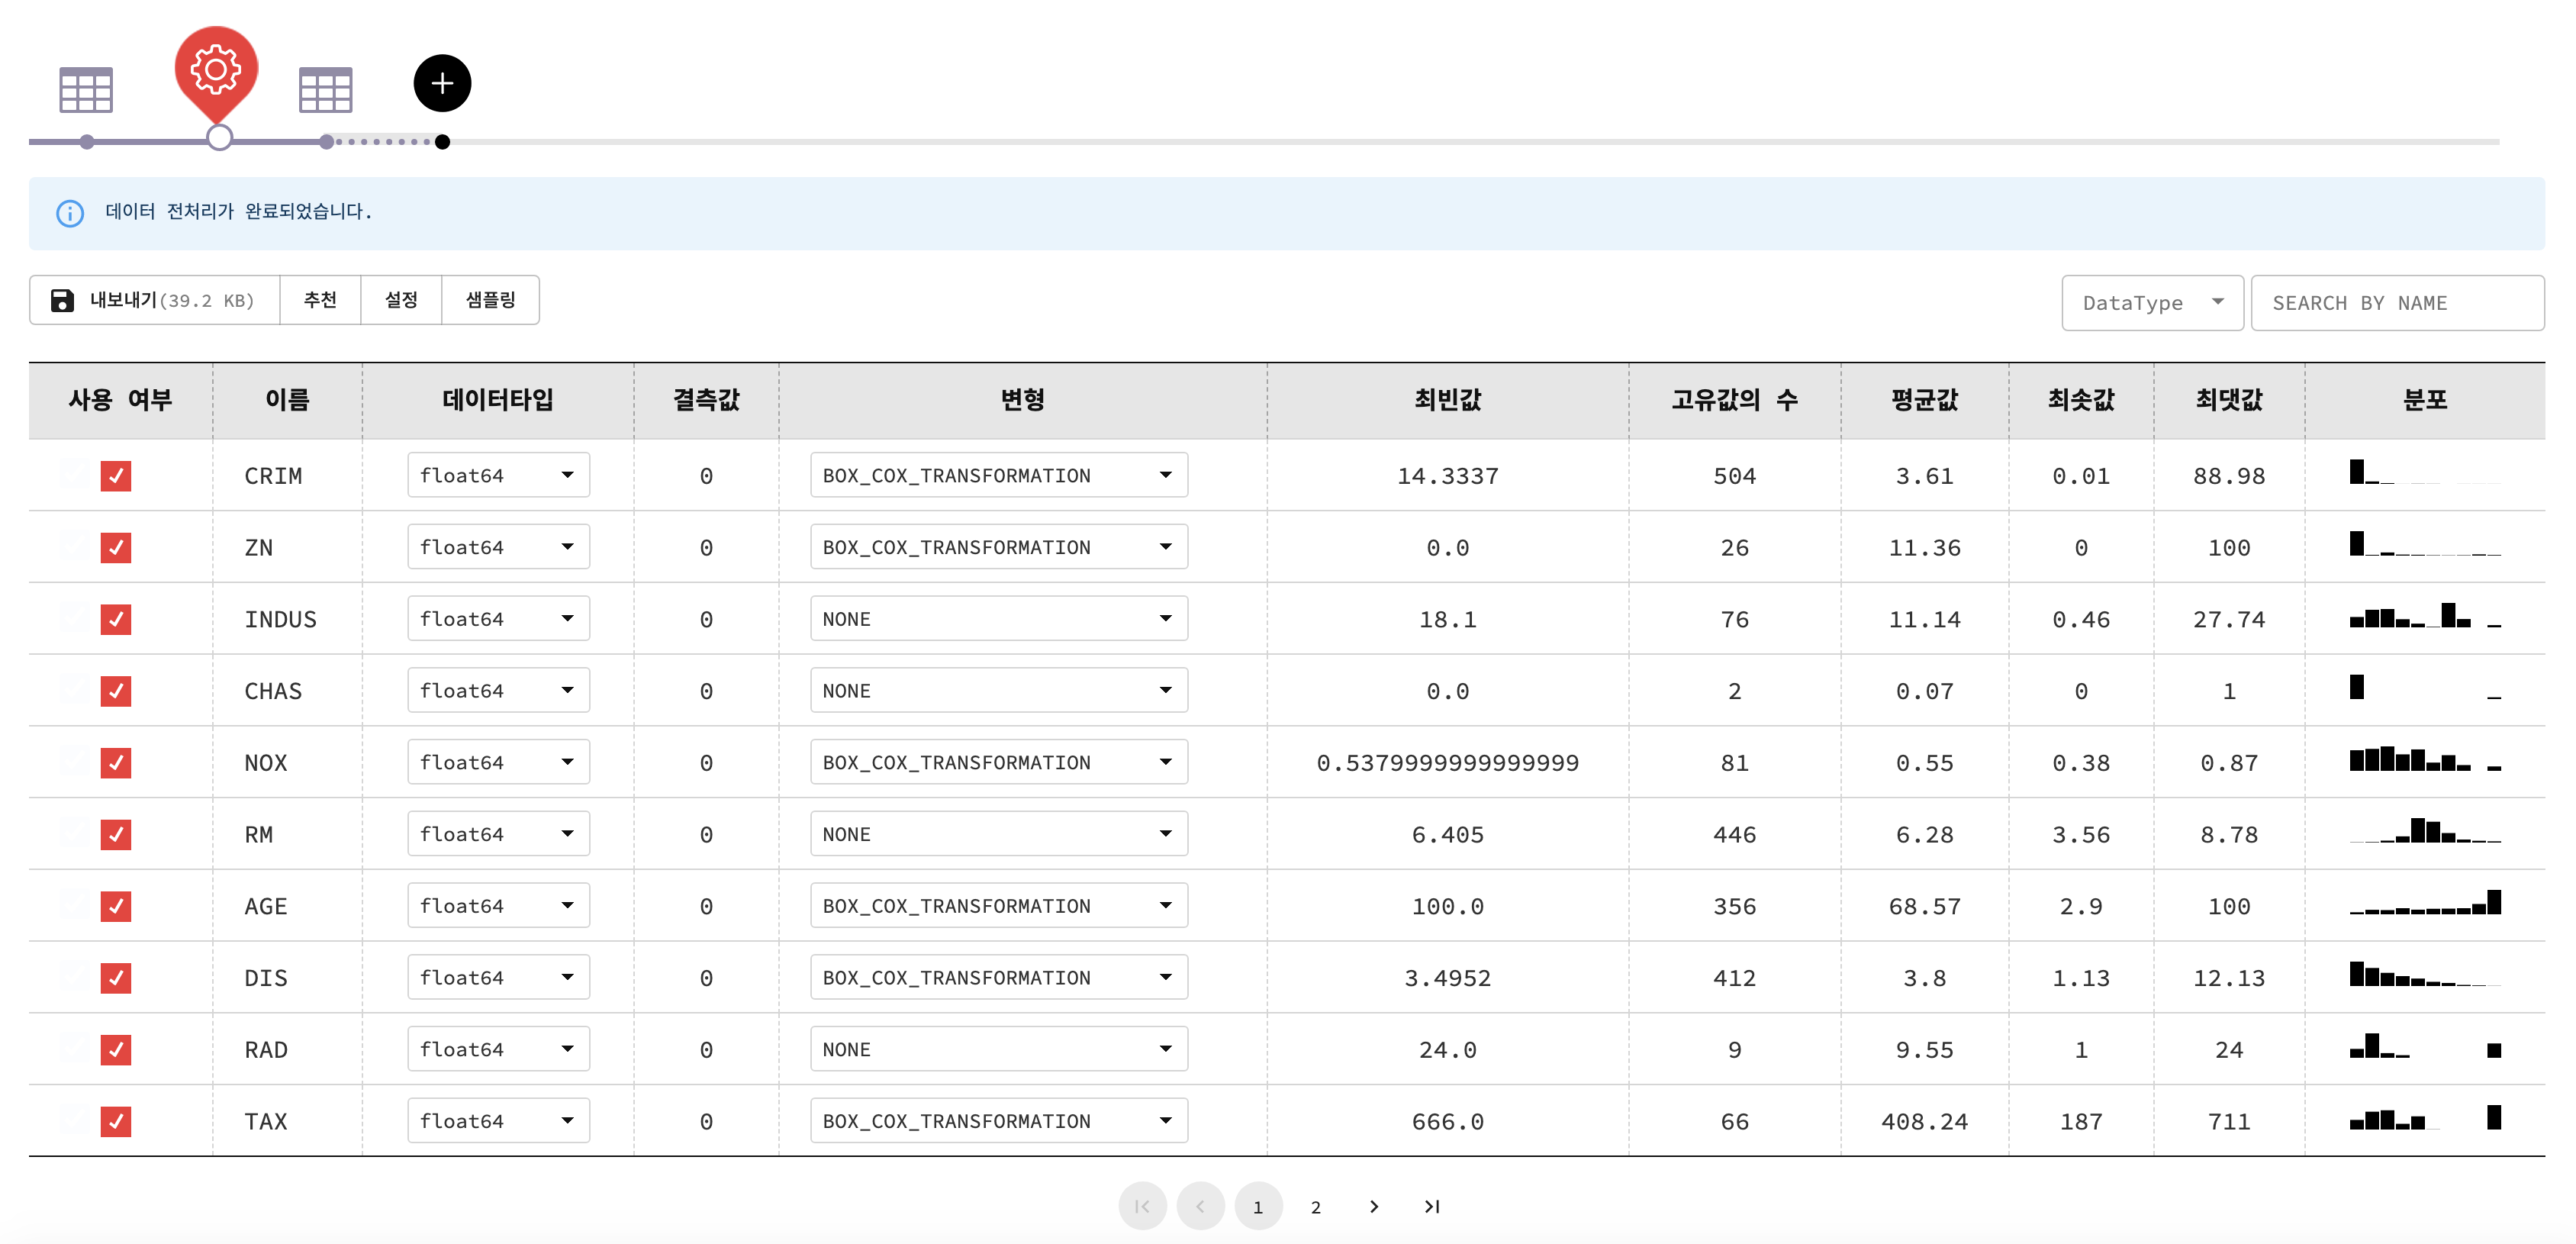 데이터 전처리가 완료되었습니다.
내보내기(39.2 KB) 추천 설정 샘플링 DataType SEARCH BY NAME
사용 여부 이름 데이터타입 결측값 변형 최빈값 고유값의 수 평균값 최솟값 최댓값 분포
CRIM float64 0 BOX_COX_TRANSFORMATION 14.3337 504 3.61 0.01 88.98
ZN float64 0 BOX_COX_TRANSFORMATION 0.0 26 11.36 0 100
INDUS float64 0 NONE 18.1 76 11.14 0.46 27.74
CHAS float64 0 NONE 0.0 2 0.07 0 1
NOX float64 0 BOX_COX_TRANSFORMATION 0.5379999999999999 81 0.55 0.38 0.87
RM float64 0 NONE 6.405 446 6.28 3.56 8.78
AGE float64 0 BOX_COX_TRANSFORMATION 100.0 356 68.57 2.9 100
DIS float64 0 BOX_COX_TRANSFORMATION 3.4952 412 3.8 1.13 12.13
RAD float64 0 NONE 24.0 9 9.55 1 24
TAX float64 0 BOX_COX_TRANSFORMATION 666.0 66 408.24 187 711
1 2